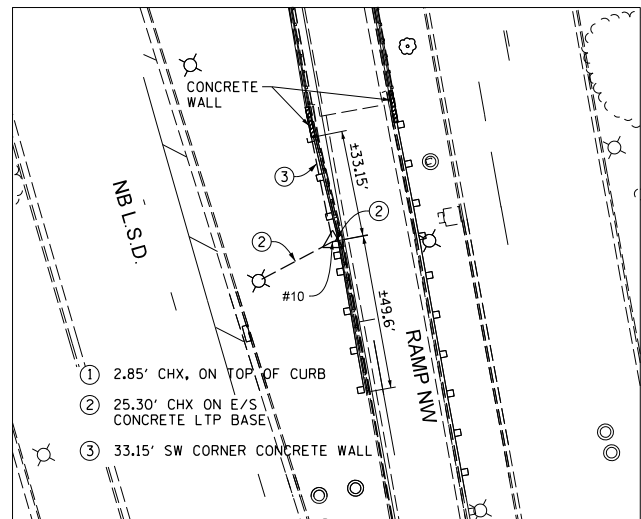 CONCRETE
WALL
3
±33.15'
2
2
NB L.S.D.
#10
±49.6'
RAMP NW
1 2.85' CHX, ON TOP OF CURB
2 25.30' CHX ON E/S
CONCRETE LTP BASE
3 33.15' SW CORNER CONCRETE WALL